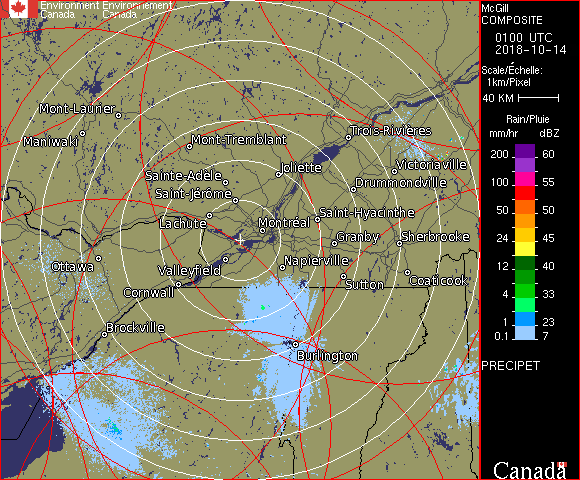 Environment Environnement
Canada Canada
McGill
COMPOSITE
0100 UTC
2018-10-14
Scale/Échelle:
1km/Pixel
40 KM
Rain/Pluie
mm/hr dBZ
200 60
155
100 55
50 50
24 45
12 40
4 33
1 23
0.1 7
PRECIPET
Canada
Mont-Laurier
Maniwaki
Mont-Tremblant
Trois-Rivières
Joliette
Victoriaville
Sainte-Adèle
Drummondville
Saint-Jérôme
Saint-Hyacinthe
Lachute
Montréal
Granby
Sherbrooke
Ottawa
Valleyfield
Napierville
Sutton
Coaticook
Cornwall
Brockville
Burlington